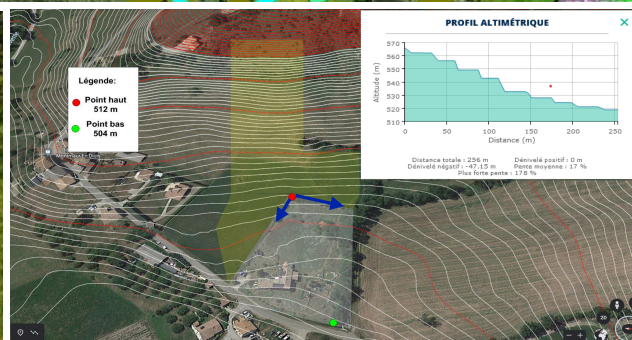 PROFIL ALTIMÉTRIQUE
570
560
550
540
530
520
510
Altitude (m)
0
50
100
150
200
250
Distance (m)
Distance totale : 256 m
Dénivelé positif : 0 m
Dénivelé négatif : -47.15 m
Pente moyenne : 17 %
Plus forte pente : 178 %
Légende:
Point haut
512 m
Point bas
504 m
20